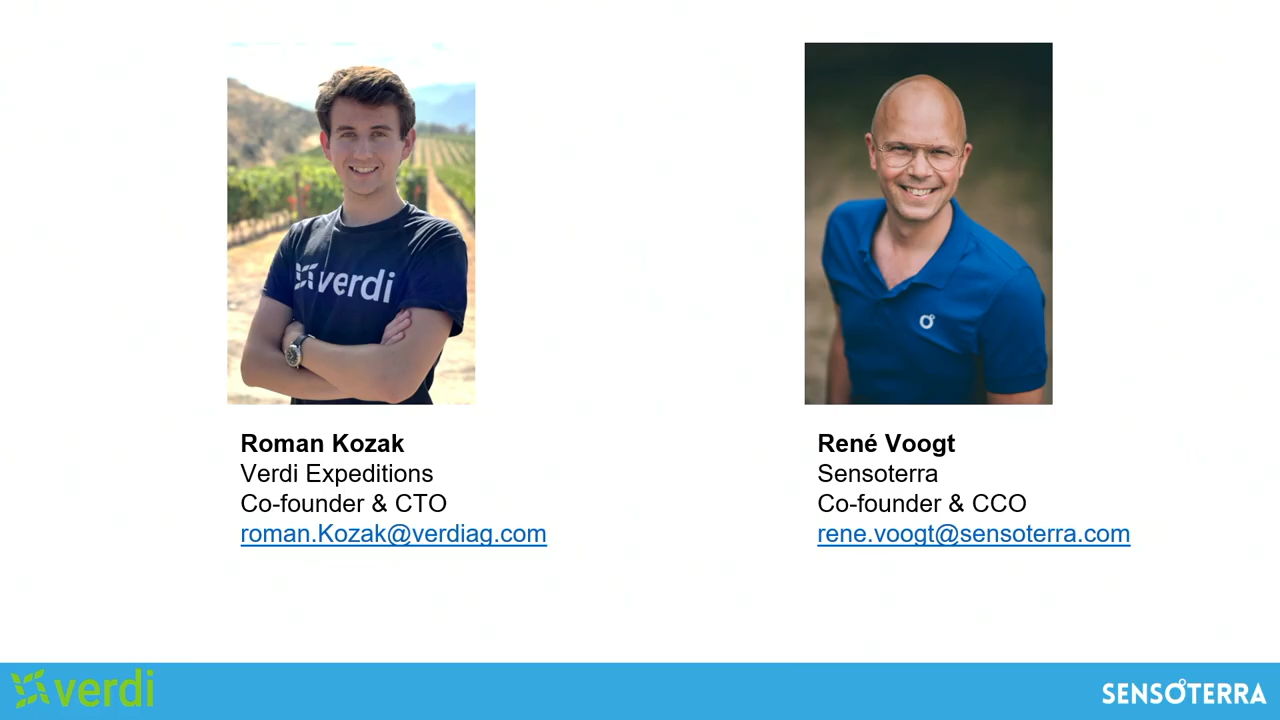 verdi
Roman Kozak
Verdi Expeditions
Co-founder & CTO
roman.Kozak@verdiag.com
René Voogt
Sensoterra
Co-founder & CCO
rene.voogt@sensoterra.com
verdi
SENSOTERRA